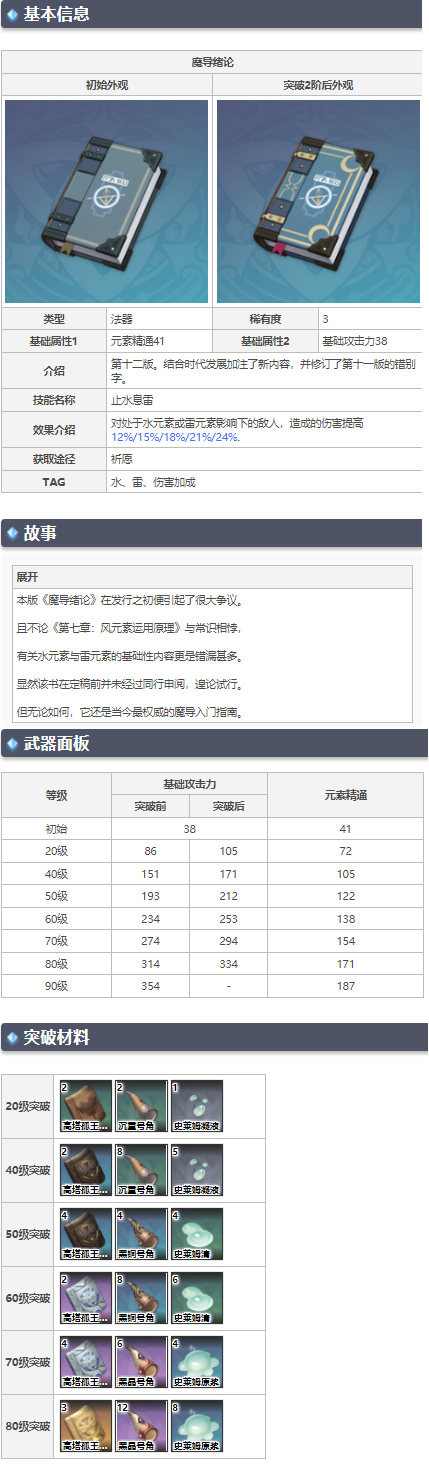 基本信息
魔导绪论
初始外观 突破2阶后外观
类型 法器 稀有度 3
基础属性1 元素精通41 基础属性2 基础攻击力38
介绍 第十二版。结合时代发展加注了新内容，并修订了第十一版的错别
字。
技能名称 止水息雷
效果介绍 对处于水元素或雷元素影响下的敌人，造成的伤害提高
12%/15%/18%/21%/24%.
获取途径 祈愿
TAG 水、雷、伤害加成
故事
展开
本版《魔导绪论》在发行之初便引起了很大争议。
且不论《第七章：风元素运用原理》与常识相悖，
有关水元素与雷元素的基础性内容更是错漏甚多。
显然该书在定稿前并未经过同行审阅，遑论试行。
但无论如何，它还是当今最权威的魔导入门指南。
武器面板
等级 基础攻击力 元素精通
突破前 突破后
初始 38 41
20级 86 105 72
40级 151 171 105
50级 193 212 122
60级 234 253 138
70级 274 294 154
80级 314 334 171
90级 354 - 187
突破材料
20级突破 2 高塔孤王... 2 沉重号角 1 史莱姆凝液
40级突破 2 高塔孤王... 8 沉重号角 5 史莱姆凝液
50级突破 4 高塔孤王... 4 黑铜号角 4 史莱姆清
60级突破 2 高塔孤王... 8 黑铜号角 6 史莱姆清
70级突破 4 高塔孤王... 6 黑晶号角 4 史莱姆原浆
80级突破 3 高塔孤王... 12 黑晶号角 8 史莱姆原浆